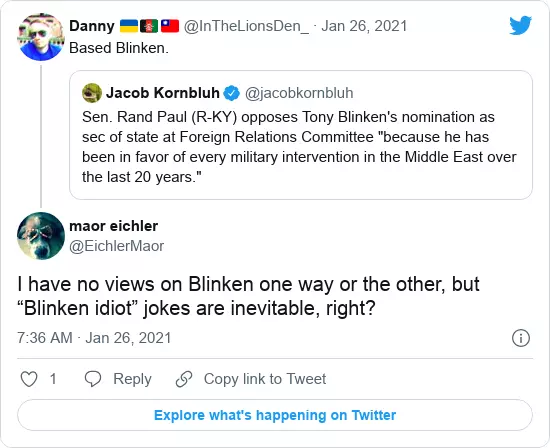 Danny 🇺🇦🇦🇫🇹🇼 @InTheLionsDen_ · Jan 26, 2021
Based Blinken.
Jacob Kornbluh @jacobkornbluh
Sen. Rand Paul (R-KY) opposes Tony Blinken's nomination as
sec of state at Foreign Relations Committee "because he has
been in favor of every military intervention in the Middle East over
the last 20 years."
maor eichler
@EichlerMaor
I have no views on Blinken one way or the other, but
“Blinken idiot” jokes are inevitable, right?
7:36 AM · Jan 26, 2021
1 Reply Copy link to Tweet
Explore what's happening on Twitter